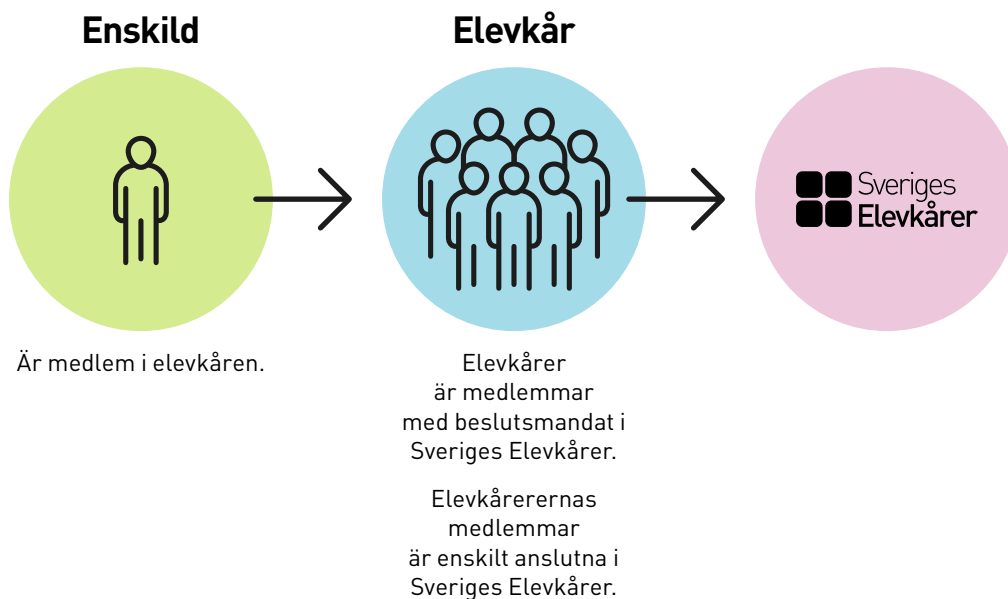 Enskild
Elevkår
Sveriges
Elevkårer
Är medlem i elevkåren.
Elevkårer
är medlemmar
med beslutsmandat i
Sveriges Elevkårer.
Elevkårerernas
medlemmar
är enskilt anslutna i
Sveriges Elevkårer.